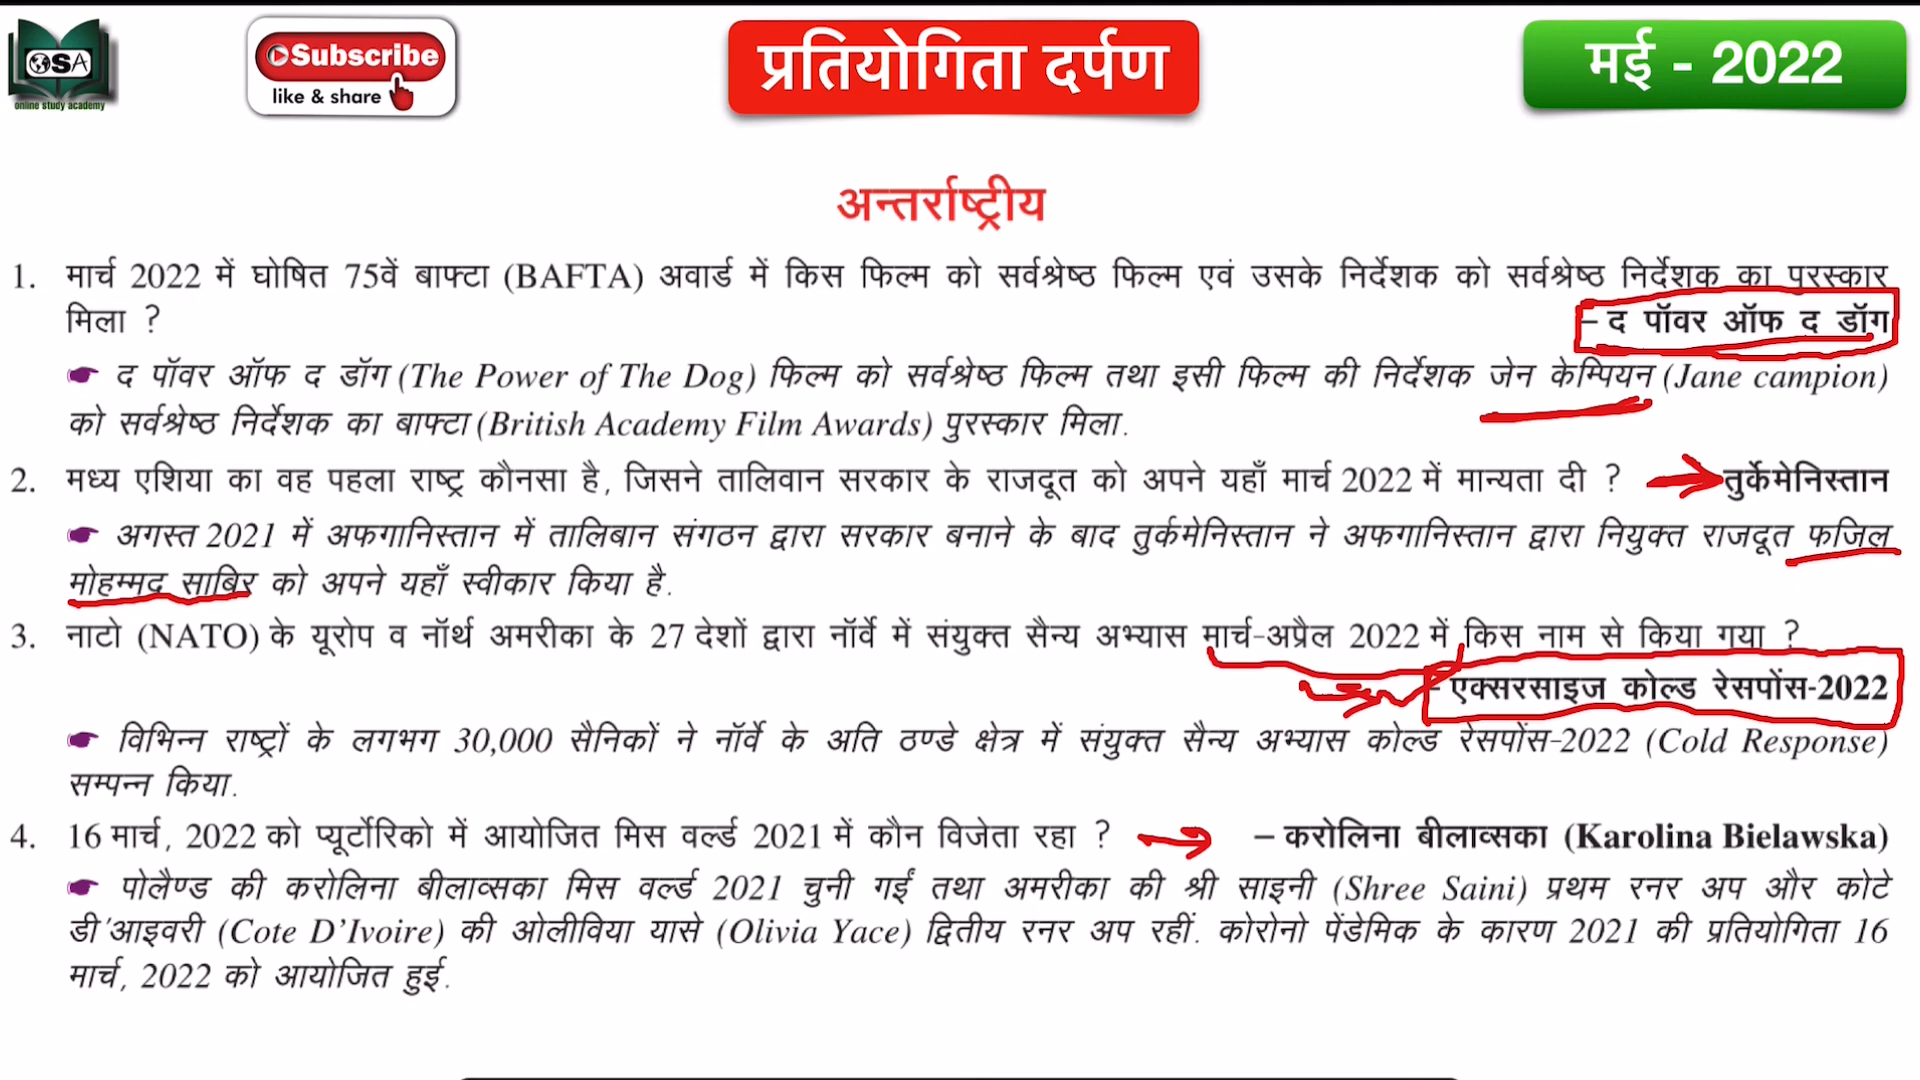 OSA
online study academy
Subscribe
like & share
प्रतियोगिता दर्पण
मई - 2022
अन्तर्राष्ट्रीय
1. मार्च 2022 में घोषित 75वें बाफ्टा (BAFTA) अवार्ड में किस फिल्म को सर्वश्रेष्ठ फिल्म एवं उसके निर्देशक को सर्वश्रेष्ठ निर्देशक का पुरस्कार
मिला ? – द पॉवर ऑफ द डॉग
द पॉवर ऑफ द डॉग (The Power of The Dog) फिल्म को सर्वश्रेष्ठ फिल्म तथा इसी फिल्म की निर्देशक जेन केम्पियन (Jane campion)
को सर्वश्रेष्ठ निर्देशक का बाफ्टा (British Academy Film Awards) पुरस्कार मिला.
2. मध्य एशिया का वह पहला राष्ट्र कौनसा है, जिसने तालिवान सरकार के राजदूत को अपने यहाँ मार्च 2022 में मान्यता दी ? तुर्केमेनिस्तान
अगस्त 2021 में अफगानिस्तान में तालिबान संगठन द्वारा सरकार बनाने के बाद तुर्कमेनिस्तान ने अफगानिस्तान द्वारा नियुक्त राजदूत फजिल
मोहम्मद साबिर को अपने यहाँ स्वीकार किया है.
3. नाटो (NATO) के यूरोप व नॉर्थ अमरीका के 27 देशों द्वारा नॉर्वे में संयुक्त सैन्य अभ्यास मार्च-अप्रैल 2022 में किस नाम से किया गया ?
– एक्सरसाइज कोल्ड रेसपोंस-2022
विभिन्न राष्ट्रों के लगभग 30,000 सैनिकों ने नॉर्वे के अति ठण्डे क्षेत्र में संयुक्त सैन्य अभ्यास कोल्ड रेसपोंस-2022 (Cold Response)
सम्पन्न किया.
4. 16 मार्च, 2022 को प्यूर्टोरिको में आयोजित मिस वर्ल्ड 2021 में कौन विजेता रहा ? – करोलिना बीलाव्सका (Karolina Bielawska)
पोलैण्ड की करोलिना बीलाव्सका मिस वर्ल्ड 2021 चुनी गईं तथा अमरीका की श्री साइनी (Shree Saini) प्रथम रनर अप और कोटे
डी'आइवरी (Cote D’Ivoire) की ओलीविया यासे (Olivia Yace) द्वितीय रनर अप रहीं. कोरोनो पेंडेमिक के कारण 2021 की प्रतियोगिता 16
मार्च, 2022 को आयोजित हुई.